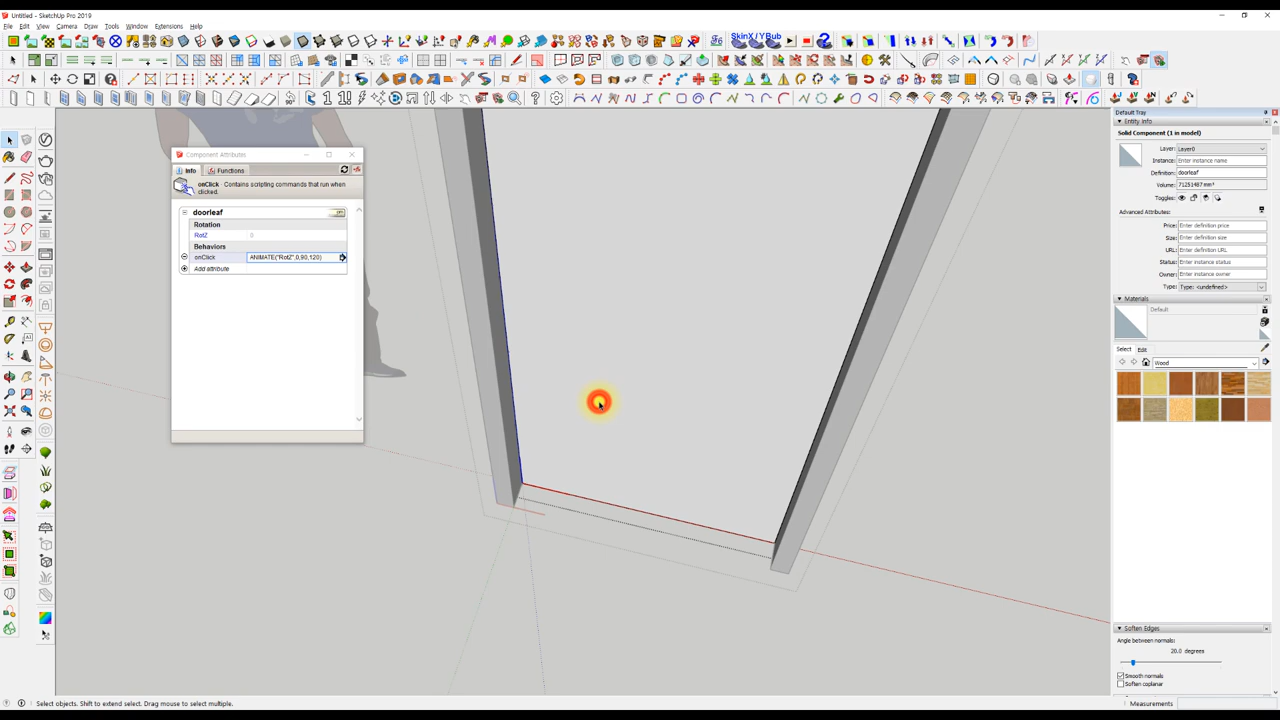 Untitled - SketchUp Pro 2019
File Edit View Camera Draw Tools Window Extensions Help
SkinX / YBub
Component Attributes
Info Functions
onClick - Contains scripting commands that run when
clicked.
doorleaf
Rotation
RotZ 0
Behaviors
onClick ANIMATE("RotZ",0,90,120)
Add attribute
Default Tray
Entity Info
Solid Component (1 in model)
Layer: Layer0
Instance: Enter instance name
Definition: doorleaf
Volume: 71251487 mm³
Toggles:
Advanced Attributes:
Price: Enter definition price
Size: Enter definition size
URL: Enter definition URL
Status: Enter instance status
Owner: Enter instance owner
Type: Type: <undefined>
Materials
Default
Select Edit
Wood
Soften Edges
Angle between normals:
20.0 degrees
Smooth normals
Soften coplanar
Select objects. Shift to extend select. Drag mouse to select multiple.
Measurements